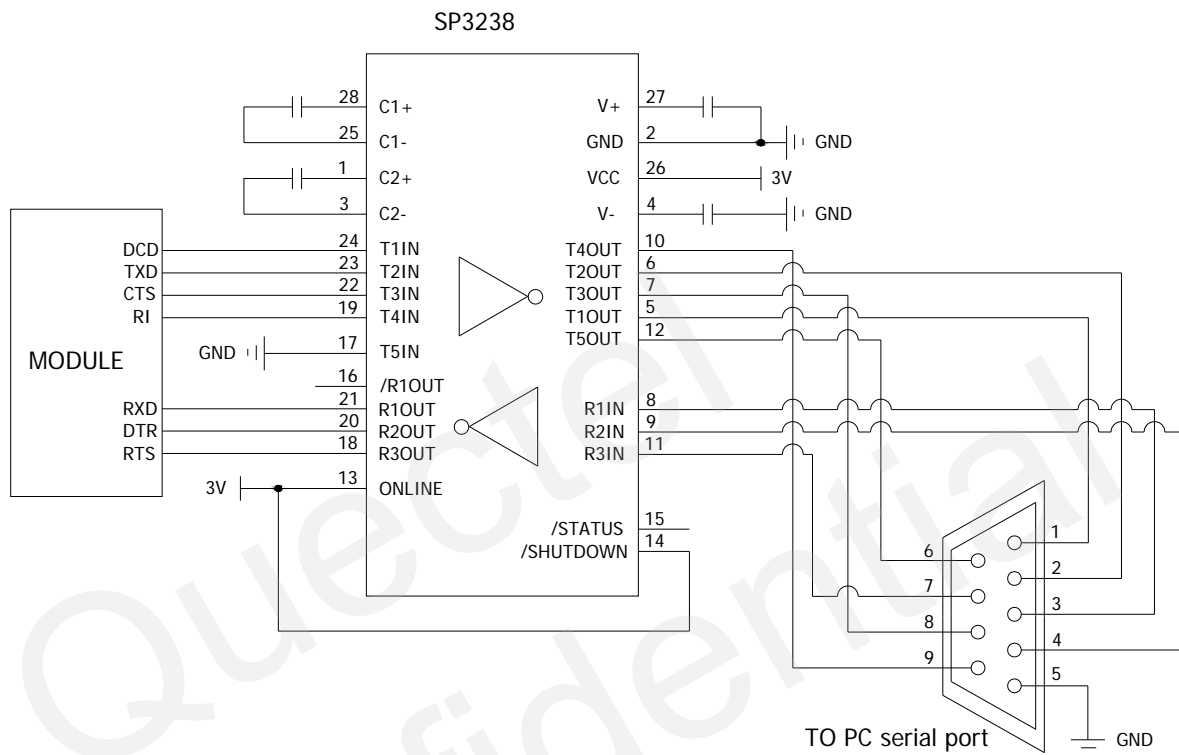 SP3238
28 C1+ V+ 27
25 C1- GND 2 GND
1 C2+ VCC 26 3V
3 C2- V- 4 GND
DCD 24 T1IN T4OUT 10
TXD 23 T2IN T2OUT 6
CTS 22 T3IN T3OUT 7
RI 19 T4IN T1OUT 5
T5OUT 12
GND 17 T5IN
MODULE
16 /R1OUT
RXD 21 R1OUT R1IN 8
DTR 20 R2OUT R2IN 9
RTS 18 R3OUT R3IN 11
3V 13 ONLINE
/STATUS 15
/SHUTDOWN 14
1
6
2
7
3
8
4
9
5
TO PC serial port GND
Quectel
fidential